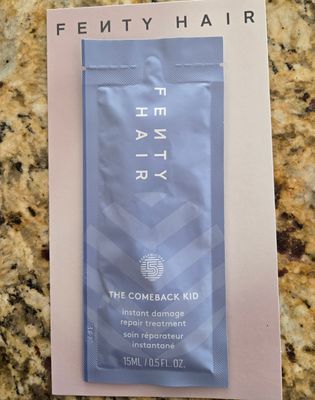 FENTY HAIR
FENTY
HAIR
5
THE COMEBACK KID
instant damage
repair treatment
soin réparateur
instantané
15ML / 0.5 FL. OZ.